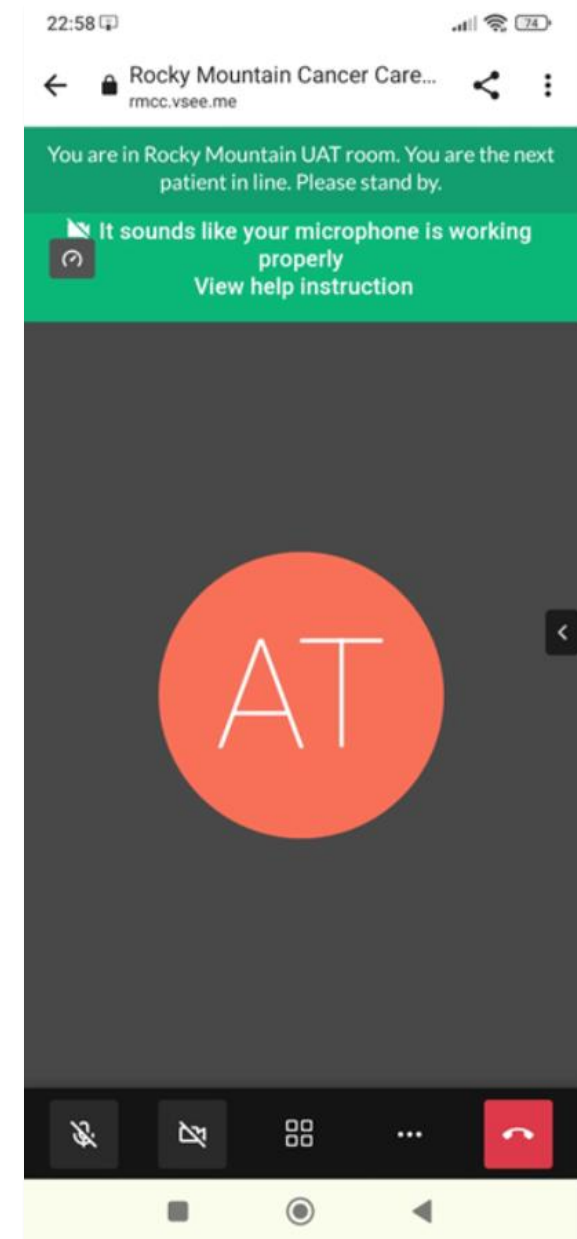 22:58
74
Rocky Mountain Cancer Care...
rmcc.vsee.me
You are in Rocky Mountain UAT room. You are the next
patient in line. Please stand by.
It sounds like your microphone is working
properly
View help instruction
AT